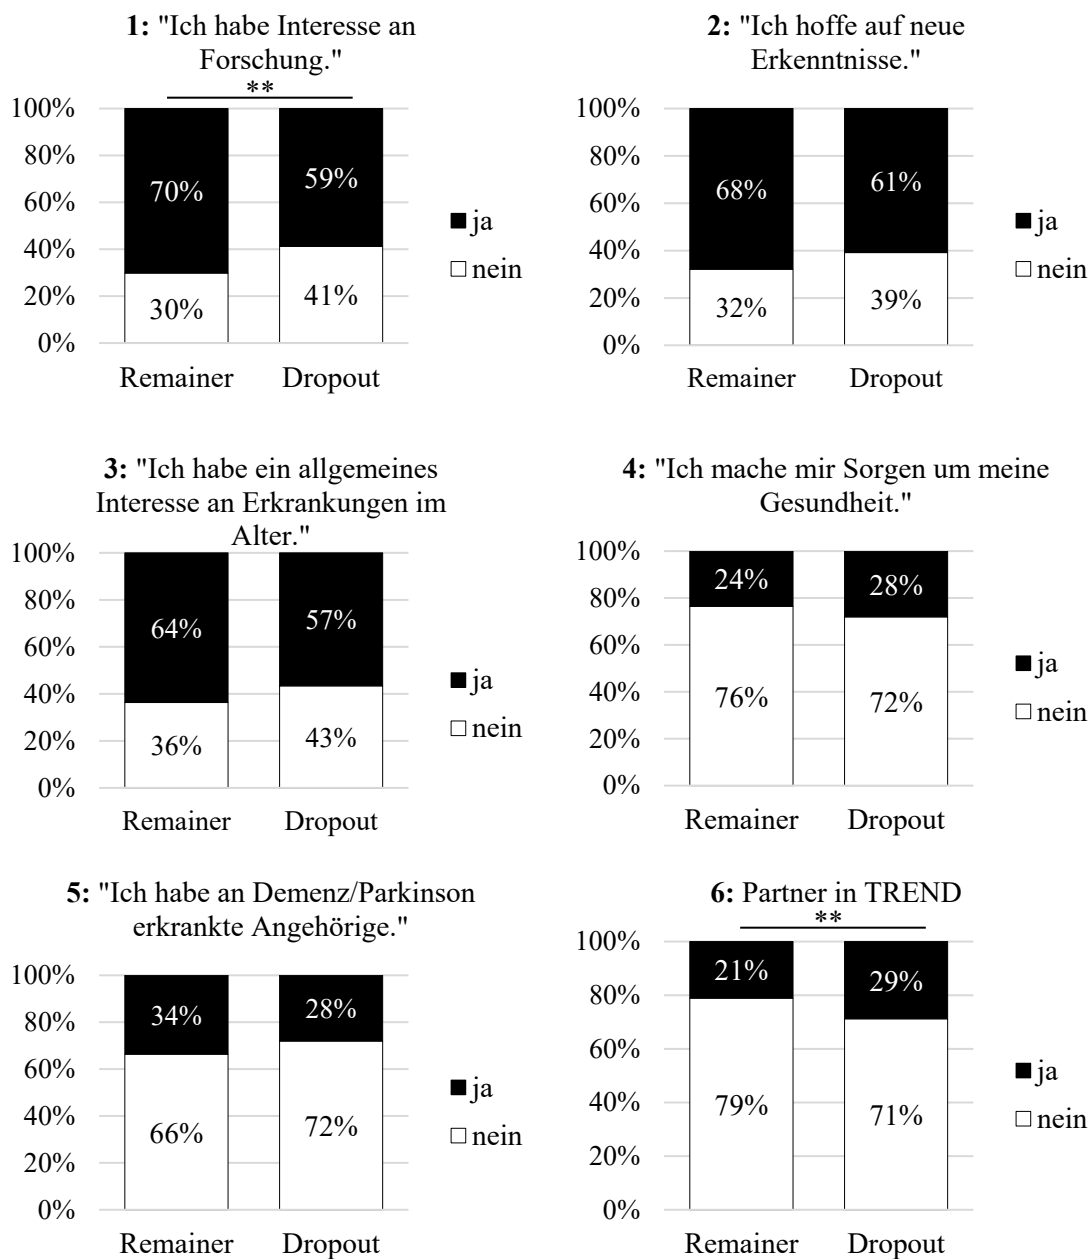 1: "Ich habe Interesse an
Forschung."
**
100%
80%
60%
40%
20%
0%
70%
59%
30%
41%
Remainer
Dropout
ja
nein
2: "Ich hoffe auf neue
Erkenntnisse."
100%
80%
60%
40%
20%
0%
68%
61%
32%
39%
Remainer
Dropout
ja
nein
3: "Ich habe ein allgemeines
Interesse an Erkrankungen im
Alter."
100%
80%
60%
40%
20%
0%
64%
57%
36%
43%
Remainer
Dropout
ja
nein
4: "Ich mache mir Sorgen um meine
Gesundheit."
100%
80%
60%
40%
20%
0%
24%
28%
76%
72%
Remainer
Dropout
ja
nein
5: "Ich habe an Demenz/Parkinson
erkrankte Angehörige."
100%
80%
60%
40%
20%
0%
34%
28%
66%
72%
Remainer
Dropout
ja
nein
6: Partner in TREND
**
100%
80%
60%
40%
20%
0%
21%
29%
79%
71%
Remainer
Dropout
ja
nein